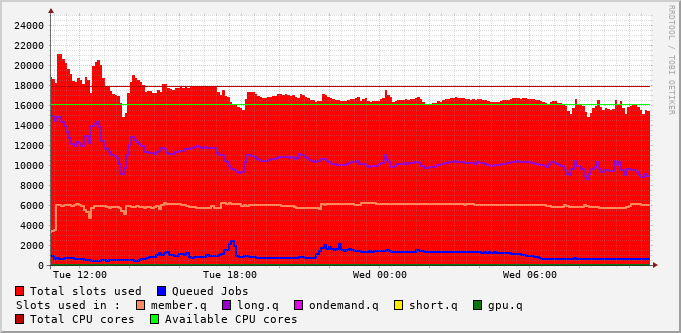 RRDTOOL / TOBI OETIKER
24000
22000
20000
18000
16000
14000
12000
10000
8000
6000
4000
2000
0
Tue 12:00 Tue 18:00 Wed 00:00 Wed 06:00
Total slots used Queued Jobs
Slots used in : member.q long.q ondemand.q short.q gpu.q
Total CPU cores Available CPU cores